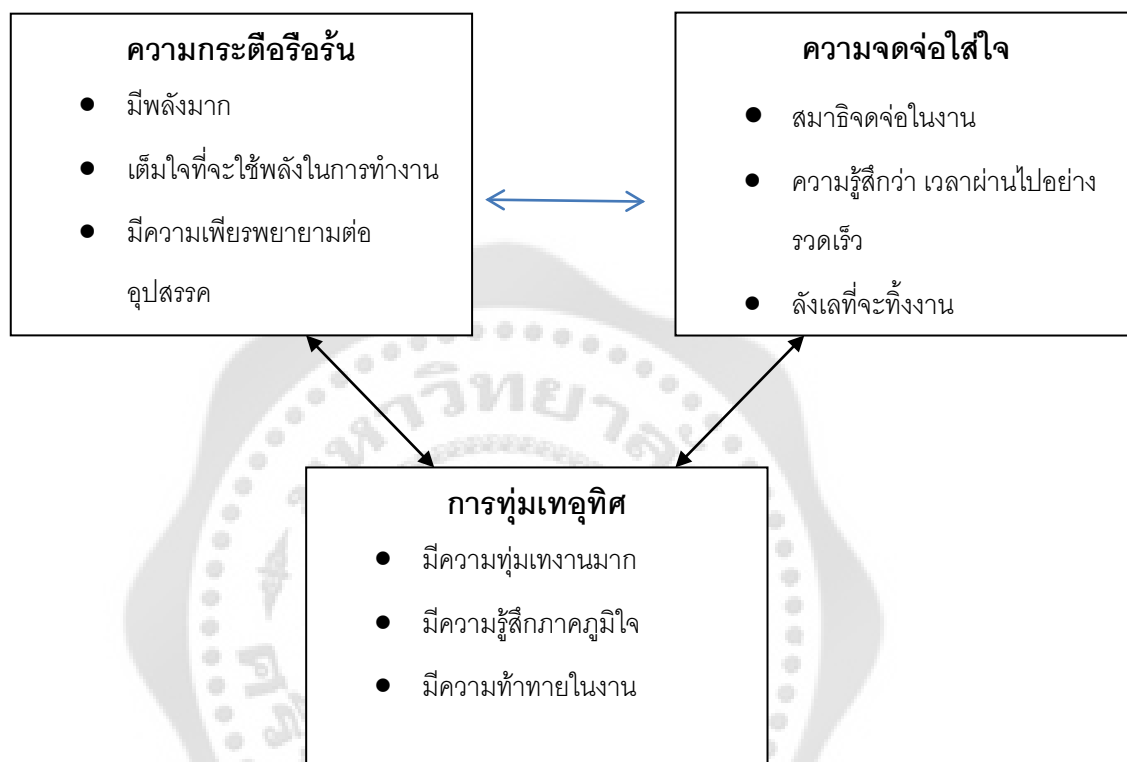 ความกระตือรือร้น
● มีพลังมาก
● เต็มใจที่จะใช้พลังในการทำงาน
● มีความเพียรพยายามต่อ
อุปสรรค
ความจดจ่อใส่ใจ
● สมาธิจดจ่อในงาน
● ความรู้สึกว่า เวลาผ่านไปอย่าง
รวดเร็ว
● ลังเลที่จะทิ้งงาน
การทุ่มเทอุทิศ
● มีความทุ่มเทงานมาก
● มีความรู้สึกภาคภูมิใจ
● มีความท้าทายในงาน